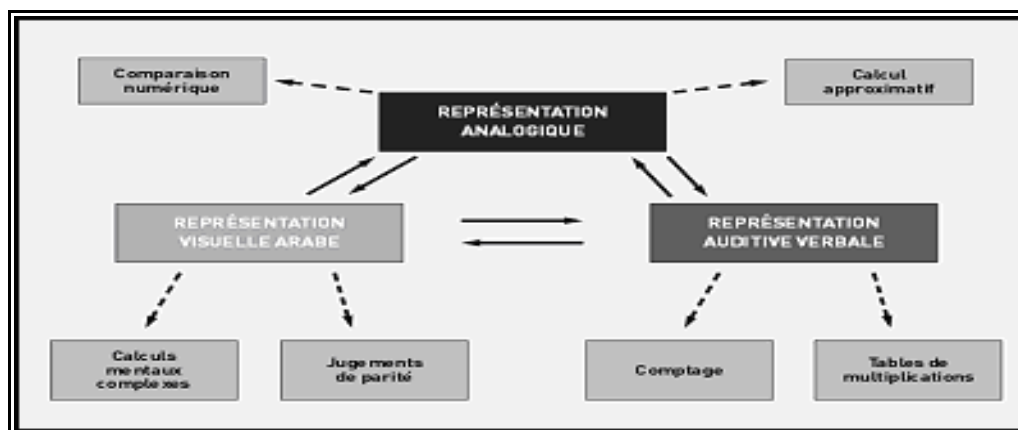 Comparaison
numérique
Calcul
approximatif
REPRÉSENTATION
ANALOGIQUE
REPRÉSENTATION
VISUELLE ARABE
REPRÉSENTATION
AUDITIVE VERBALE
Calculs
mentaux
complexes
Jugements
de parité
Comptage
Tables de
multiplications